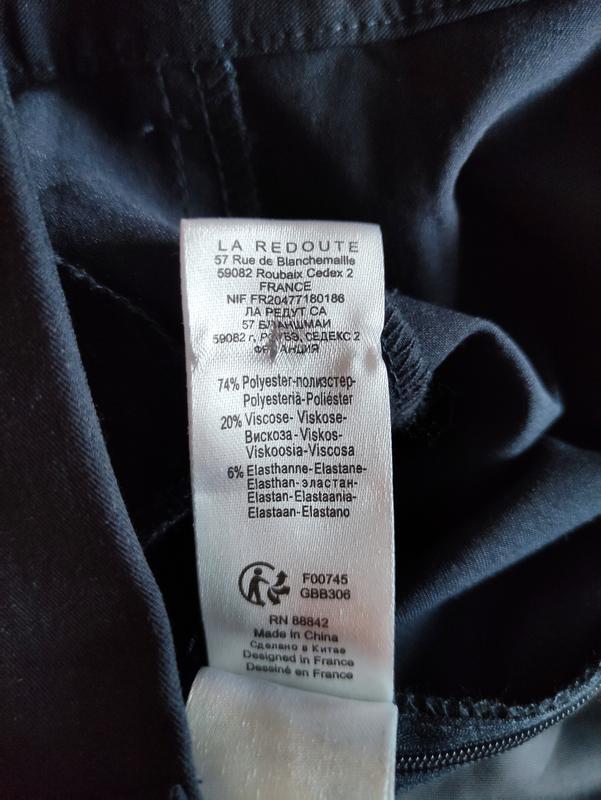 LA REDOUTE
57 Rue de Blanchemaille
59082 Roubaix Cedex 2
FRANCE
NIF FR20477180186
ЛА РЕДУТ СА
57 БЛАНШМАИ
59082 г, СЕДЕКС 2
ФРАНЦИЯ
74% Polyester-полиэстер-
Polyesteriä-Poliéster
20% Viscose- Viskose-
Вискоза- Viskos-
Viskoosia-Viscosa
6% Elasthanne-Elastane-
Elasthan-эластан-
Elastan-Elastaania-
Elastaan-Elastano
F00745
GBB306
RN 88842
Made in China
Сделано в Китае
Designed in France
Dessiné en France